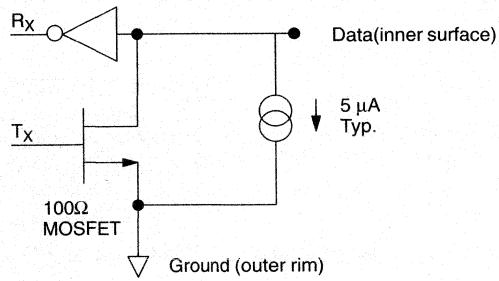 RX
Data(inner surface)
5 μA
Typ.
TX
100Ω
MOSFET
Ground (outer rim)